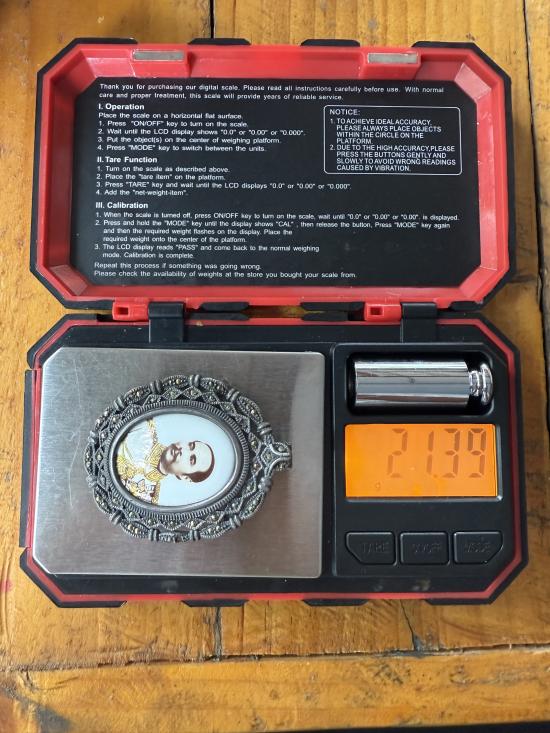 Thank you for purchasing our digital scale. Please read all instructions carefully before use. With normal
care and proper treatment, this scale will provide years of reliable service.
I. Operation
Place the scale on a horizontal flat surface.
1. Press "ON/OFF" key to turn on the scale.
2. Wait until the LCD display shows "0.0" or "0.00" or "0.000".
3. Put the object(s) on the center of weighing platform.
4. Press "MODE" key to switch between the units.
II. Tare Function
1. Turn on the scale as described above.
2. Place the "tare item" on the platform.
3. Press "TARE" key and wait until the LCD displays "0.0" or "0.00" or "0.000"
4. Add the "net-weight-item".
III. Calibration
1. When the scale is turned off, press ON/OFF key to turn on the scale, wait until "0.0" or "0.00" or "0.00". is displayed.
2. Press and hold the "MODE" key until the display shows "CAL" , then release the button, Press "MODE" key again
and then the required weight flashes on the display. Place the
required weight onto the center of the platform.
3. The LCD display reads "PASS" and come back to the normal weighing
mode. Calibration is complete.
Repeat this process if something was going wrong.
Please check the availability of weights at the store you bought your scale from.
NOTICE:
1. TO ACHIEVE IDEAL ACCURACY,
PLEASE ALWAYS PLACE OBJECTS
WITHIN THE CIRCLE ON THE
PLATFORM.
2. DUE TO THE HIGH ACCURACY,PLEASE
PRESS THE BUTTONS GENTLY AND
SLOWLY TO AVOID WRONG READINGS
CAUSED BY VIBRATION.
21.39
g
TARE ON/OFF MODE